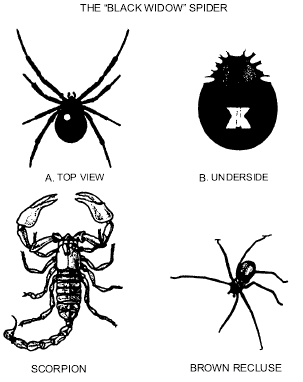 THE "BLACK WIDOW" SPIDER
A. TOP VIEW
B. UNDERSIDE
SCORPION
BROWN RECLUSE